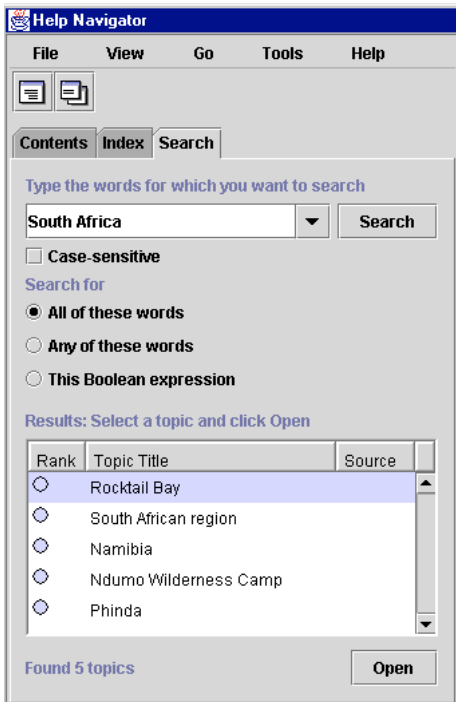 Help Navigator
File View Go Tools Help
Contents Index Search
Type the words for which you want to search
South Africa Search
Case-sensitive
Search for
All of these words
Any of these words
This Boolean expression
Results: Select a topic and click Open
Rank Topic Title Source
Rocktail Bay
South African region
Namibia
Ndumo Wilderness Camp
Phinda
Found 5 topics Open